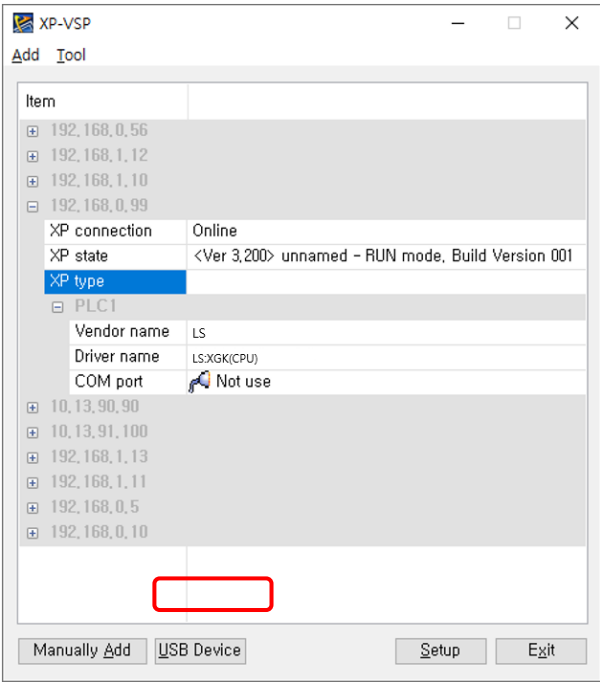 XP-VSP
Add Tool
Item
192.168.0.56
192.168.1.12
192.168.1.10
192.168.0.99
XP connection Online
XP state <Ver 3.200> unnamed - RUN mode, Build Version 001
XP type
PLC1
Vendor name LS
Driver name LS:XGK(CPU)
COM port Not use
10.13.90.90
10.13.91.100
192.168.1.13
192.168.1.11
192.168.0.5
192.168.0.10
Manually Add USB Device Setup Exit